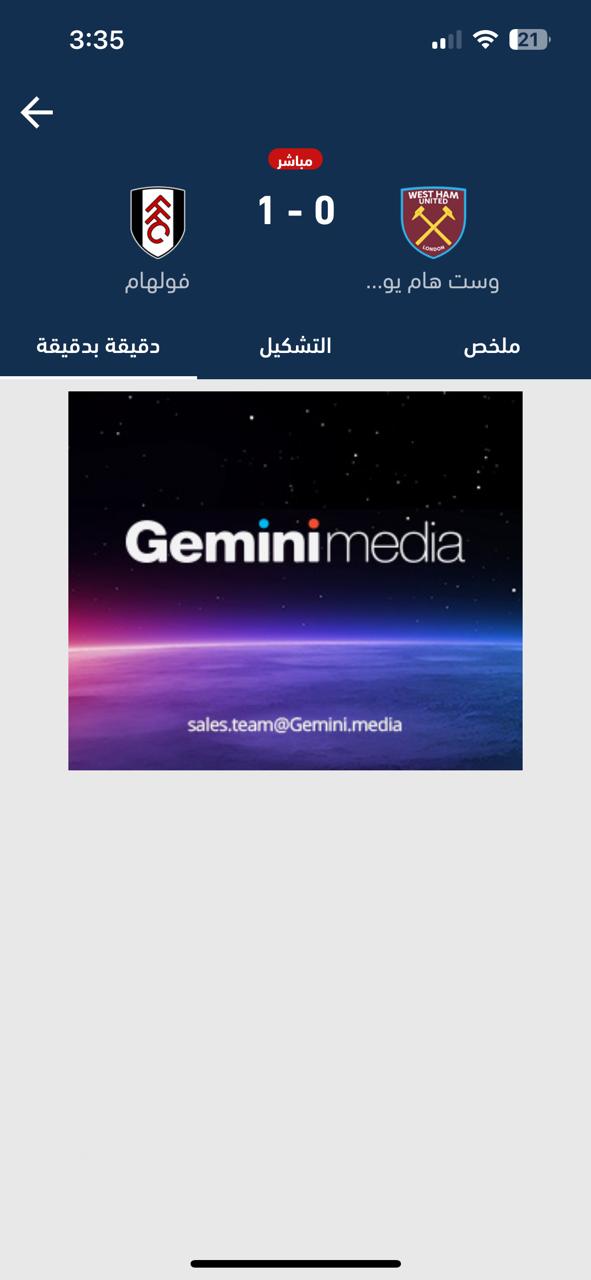 3:35
21
مباشر
1 - 0
WEST HAM
UNITED
LONDON
FFC
وست هام يو...
فولهام
ملخص
التشكيل
دقيقة بدقيقة
Geminimedia
sales.team@Gemini.media